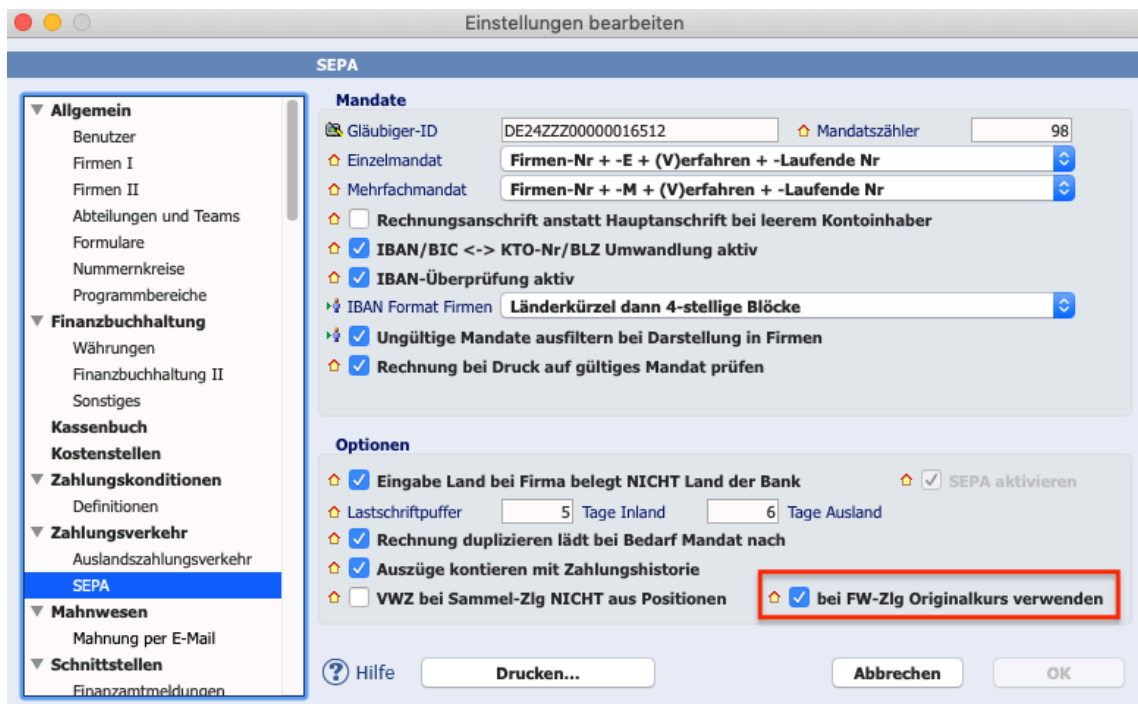 Einstellungen bearbeiten
SEPA
Allgemein
Benutzer
Firmen I
Firmen II
Abteilungen und Teams
Formulare
Nummernkreise
Programmbereiche
Finanzbuchhaltung
Währungen
Finanzbuchhaltung II
Sonstiges
Kassenbuch
Kostenstellen
Zahlungskonditionen
Definitionen
Zahlungsverkehr
Auslandszahlungsverkehr
SEPA
Mahnwesen
Mahnung per E-Mail
Schnittstellen
Finanzamtmeldungen
Mandate
Gläubiger-ID DE24ZZZ00000016512 Mandatszähler 98
Einzelmandat Firmen-Nr + -E + (V)erfahren + -Laufende Nr
Mehrfachmandat Firmen-Nr + -M + (V)erfahren + -Laufende Nr
Rechnungsanschrift anstatt Hauptanschrift bei leerem Kontoinhaber
IBAN/BIC <-> KTO-Nr/BLZ Umwandlung aktiv
IBAN-Überprüfung aktiv
IBAN Format Firmen Länderkürzel dann 4-stellige Blöcke
Ungültige Mandate ausfiltern bei Darstellung in Firmen
Rechnung bei Druck auf gültiges Mandat prüfen
Optionen
Eingabe Land bei Firma belegt NICHT Land der Bank SEPA aktivieren
Lastschriftpuffer 5 Tage Inland 6 Tage Ausland
Rechnung duplizieren lädt bei Bedarf Mandat nach
Auszüge kontieren mit Zahlungshistorie
VWZ bei Sammel-Zlg NICHT aus Positionen bei FW-Zlg Originalkurs verwenden
? Hilfe Drucken... Abbrechen OK